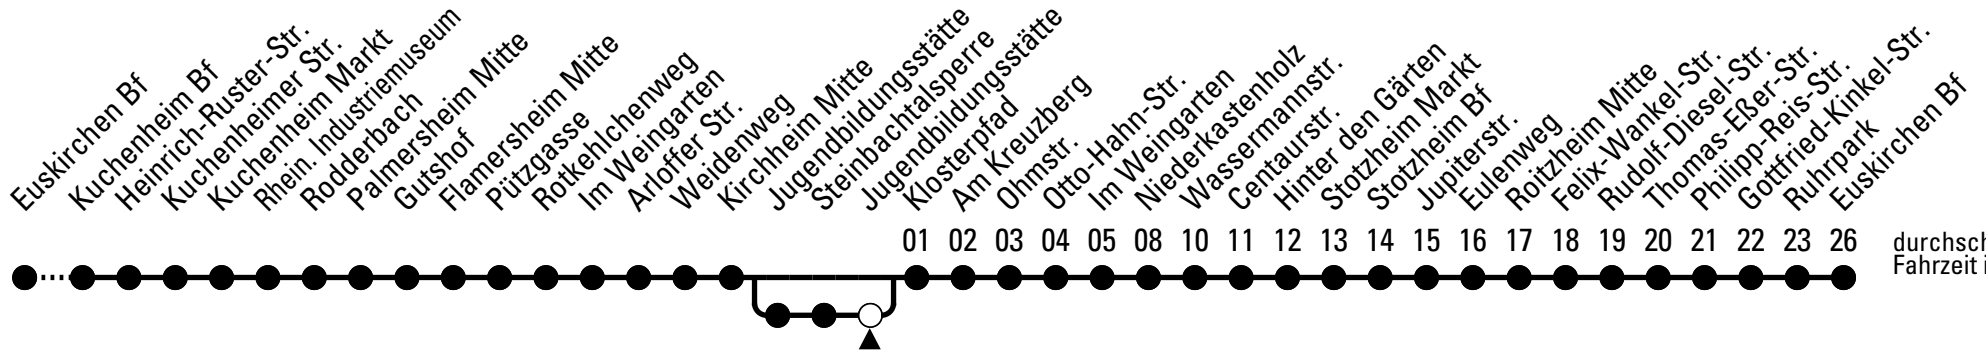 Euskirchen Bf
Kuchenheim Bf
Heinrich-Ruster-Str.
Kuchenheimer Str.
Kuchenheim Markt
Rhein. Industriemuseum
Rodderbach
Palmersheim Mitte
Gutshof
Flamersheim Mitte
Pützgasse
Rotkehlchenweg
Im Weingarten
Arloffer Str.
Weidenweg
Kirchheim Mitte
Jugendbildungsstätte
Steinbachtalsperre
Jugendbildungsstätte
Klosterpfad
Am Kreuzberg
Ohmstr.
Otto-Hahn-Str.
Im Weingarten
Niederkastenholz
Wassermannstr.
Centaurstr.
Hinter den Gärten
Stotzheim Markt
Stotzheim Bf
Jupiterstr.
Eulenweg
Roitzheim Mitte
Felix-Wankel-Str.
Rudolf-Diesel-Str.
Thomas-Eßer-Str.
Philipp-Reis-Str.
Gottfried-Kinkel-Str.
Ruhrpark
Euskirchen Bf
01 02 03 04 05 08 10 11 12 13 14 15 16 17 18 19 20 21 22 23 26
durchsch
Fahrzeit i